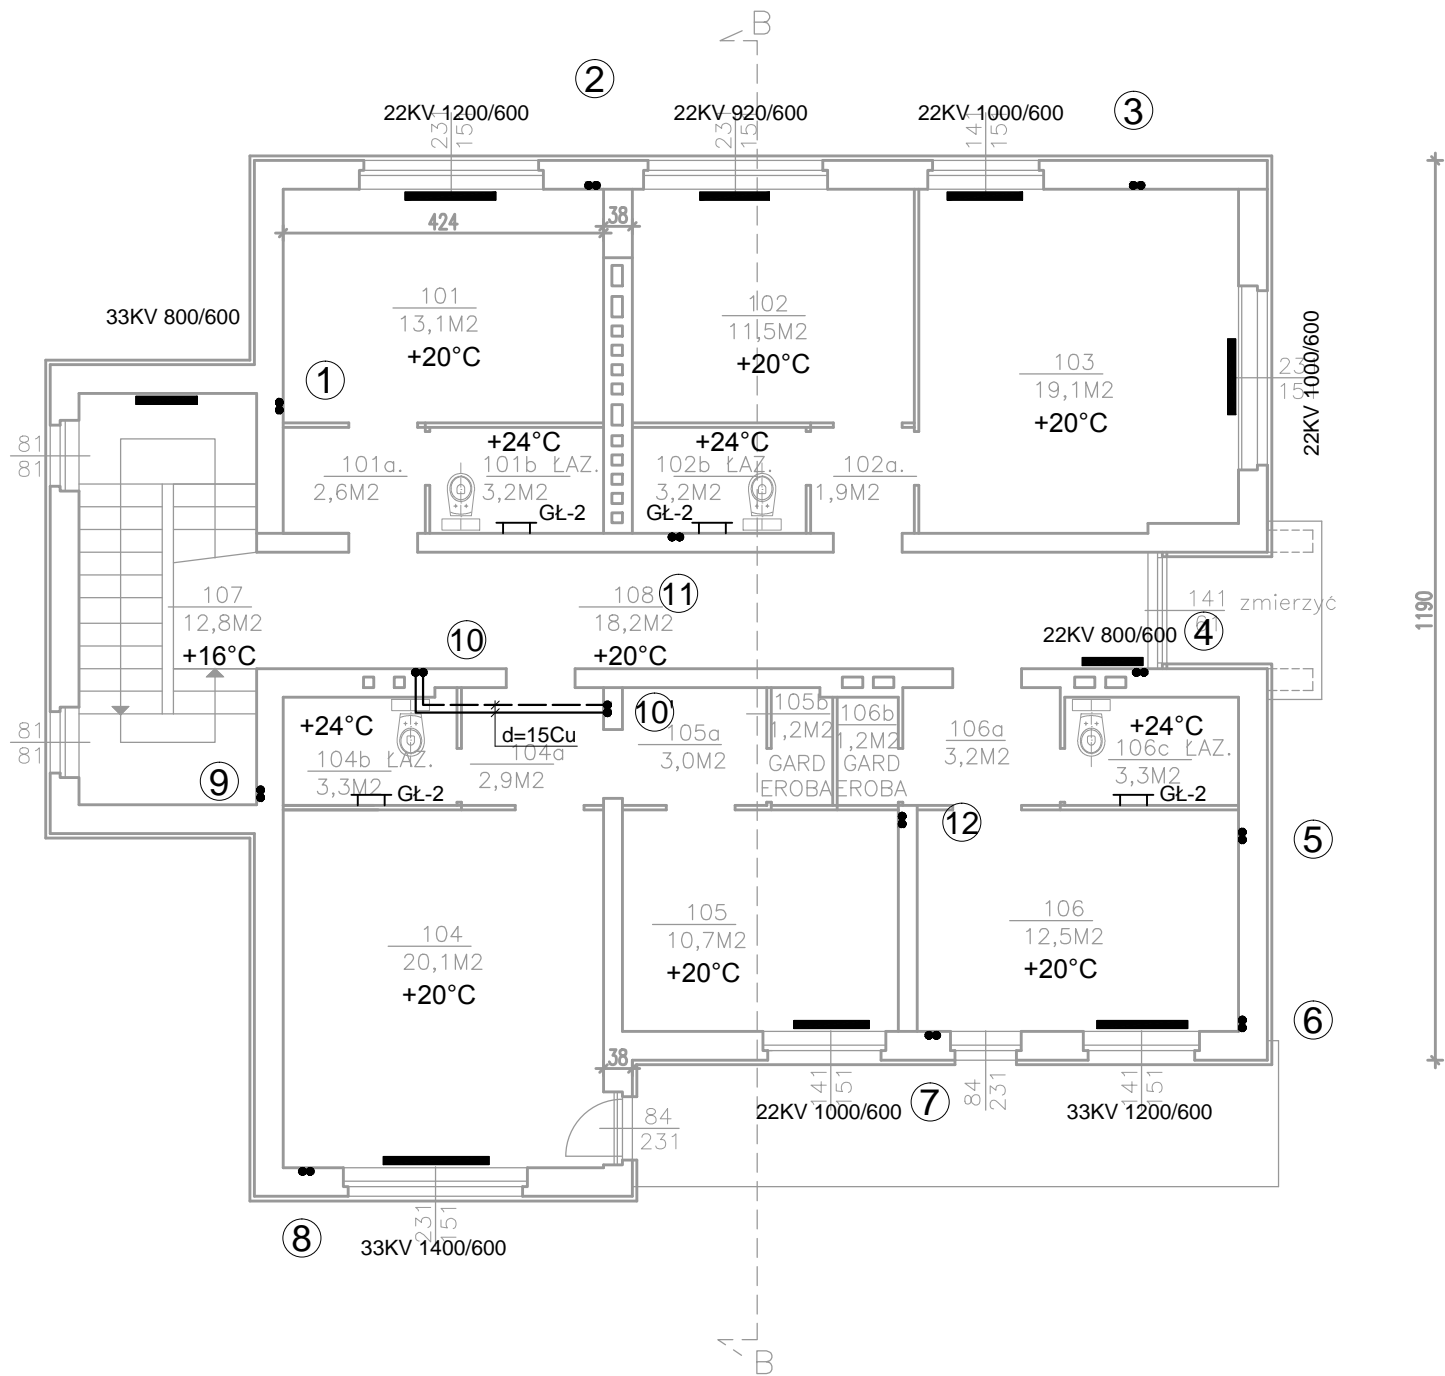 B
2
3
22KV 1200/600
22KV 920/600
22KV 1000/600
231
151
231
151
141
151
424
38
101
13,1M2
+20°C
102
11,5M2
+20°C
33KV 800/600
103
19,1M2
+20°C
22KV 1000/600
1
81
81
+24°C
+24°C
101a.
2,6M2
101b ŁAZ.
3,2M2
102b ŁAZ.
3,2M2
102a.
1,9M2
GŁ-2
GŁ-2
107
12,8M2
+16°C
108
18,2M2
+20°C
11
10
141 zmierzyć
22KV 800/600
4
1190
81
81
+24°C
104b ŁAZ.
3,3M2
GŁ-2
d=15Cu
104a
2,9M2
10'
105a
3,0M2
105b
1,2M2
GARD
EROBA
106b
1,2M2
GARD
EROBA
106a
3,2M2
+24°C
106c ŁAZ.
3,3M2
GŁ-2
9
12
5
104
20,1M2
+20°C
105
10,7M2
+20°C
106
12,5M2
+20°C
6
38
141
151
84
231
141
151
22KV 1000/600
7
33KV 1200/600
84
231
231
151
8
33KV 1400/600
B